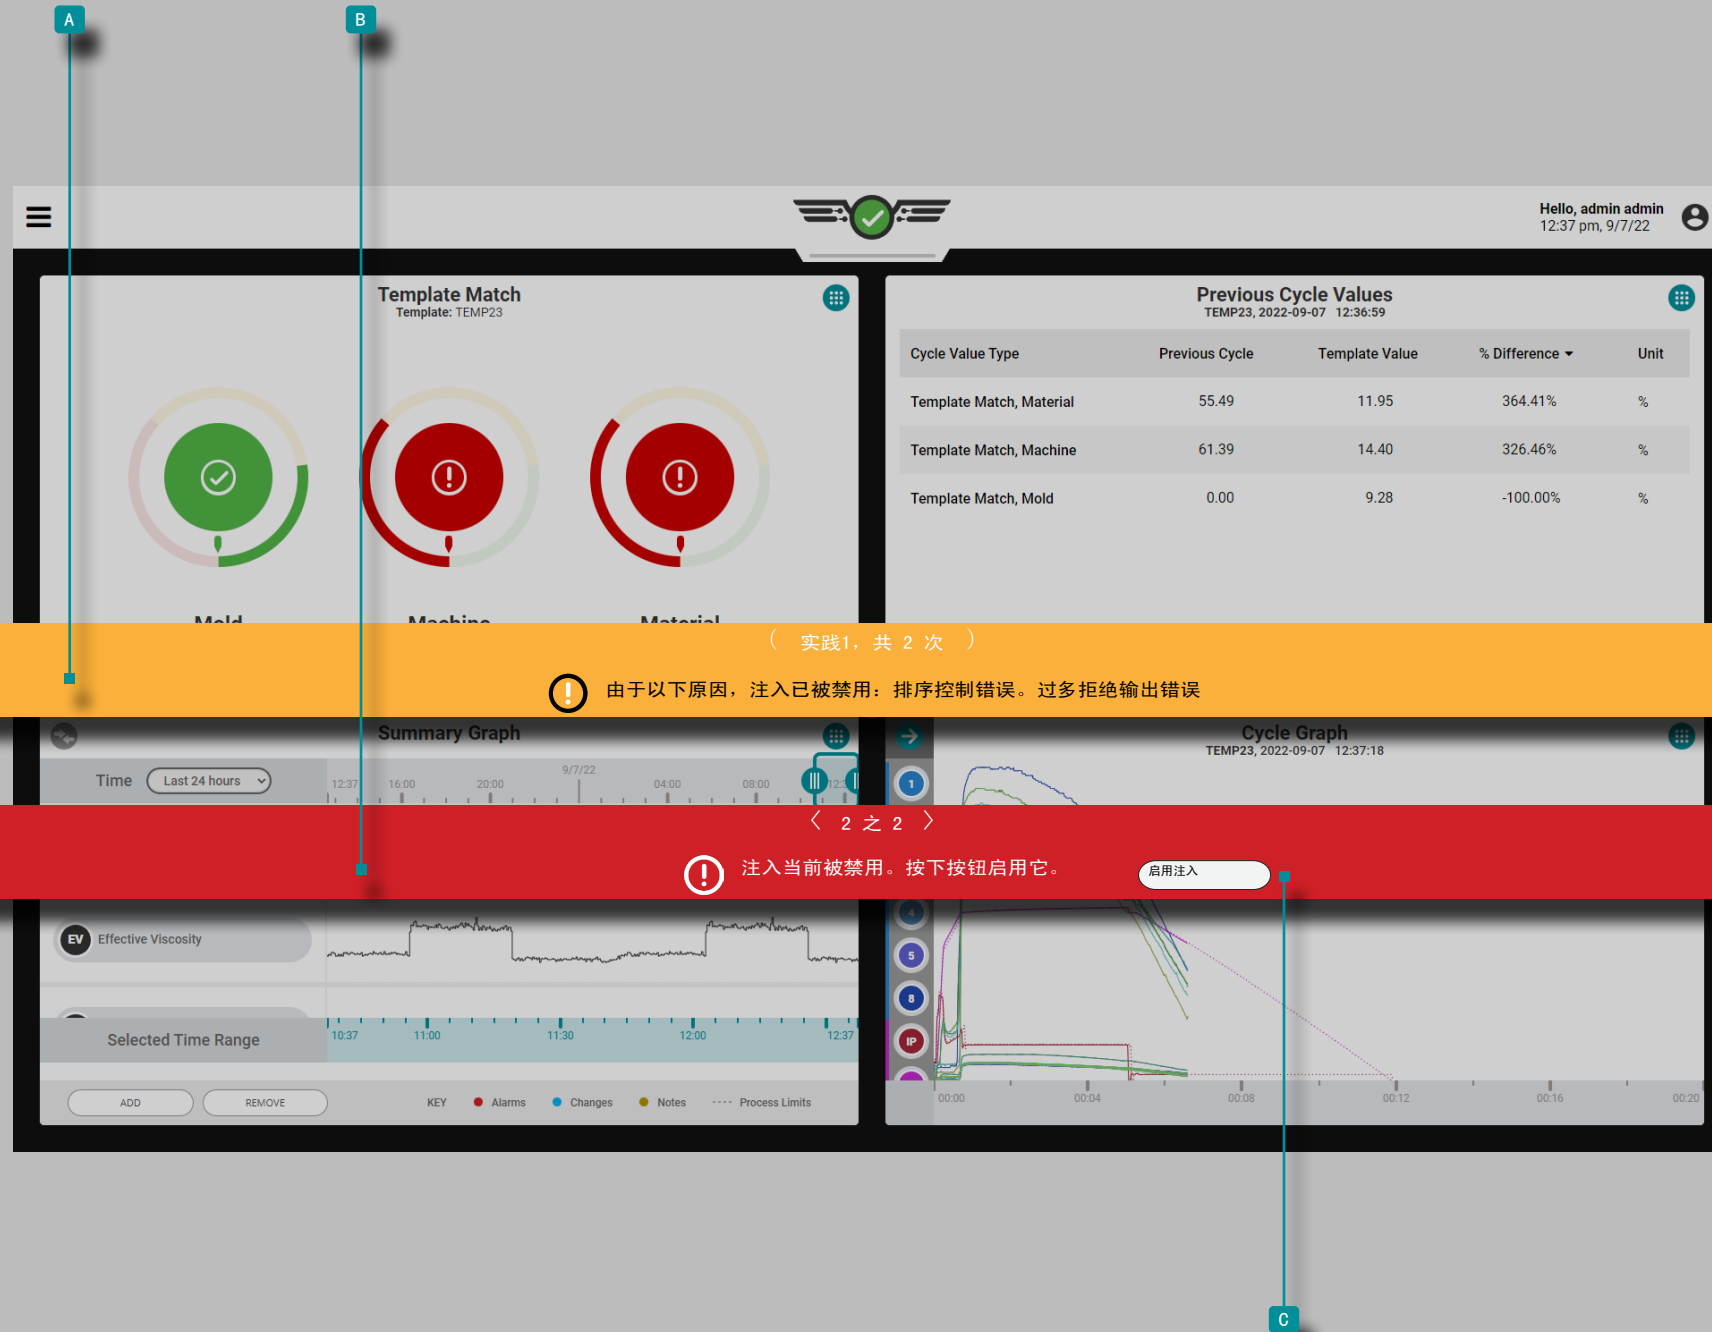 A
B
Hello, admin admin
12:37 pm, 9/7/22
Template Match
Template: TEMP23
Mold
Machine
Material
Previous Cycle Values
TEMP23, 2022-09-07 12:36:59
Cycle Value Type Previous Cycle Template Value % Difference Unit
Template Match, Material 55.49 11.95 364.41% %
Template Match, Machine 61.39 14.40 326.46% %
Template Match, Mold 0.00 9.28 -100.00% %
( 实践1，共 2 次 )
由于以下原因，注入已被禁用：排序控制错误。过多拒绝输出错误
Summary Graph
Time Last 24 hours
9/7/22
12:37 16:00 20:00 04:00 08:00
Cycle Graph
TEMP23, 2022-09-07 12:37:18
1
〈 2 之 2 〉
注入当前被禁用。按下按钮启用它。
启用注入
EV Effective Viscosity
Selected Time Range
10:37 11:00 11:30 12:00 12:37
ADD REMOVE
KEY Alarms Changes Notes Process Limits
4
5
8
IP
00:00 00:04 00:08 00:12 00:16 00:20
C